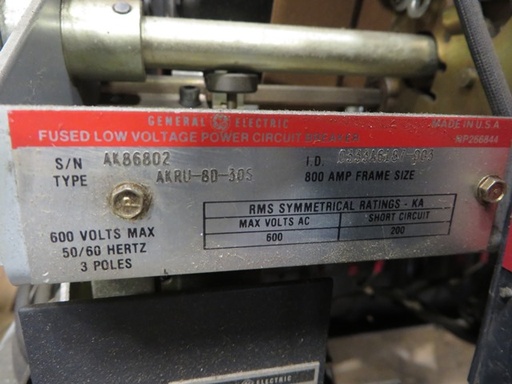 GENERAL ELECTRIC
FUSED LOW VOLTAGE POWER CIRCUIT BREAKER
MADE IN U.S.A
NP266844
S/N AK86802
I.D.
TYPE AKRU-8D-30S
800 AMP FRAME SIZE
600 VOLTS MAX
50/60 HERTZ
3 POLES
RMS SYMMETRICAL RATINGS - KA
MAX VOLTS AC SHORT CIRCUIT
600 200
ELECTRIC